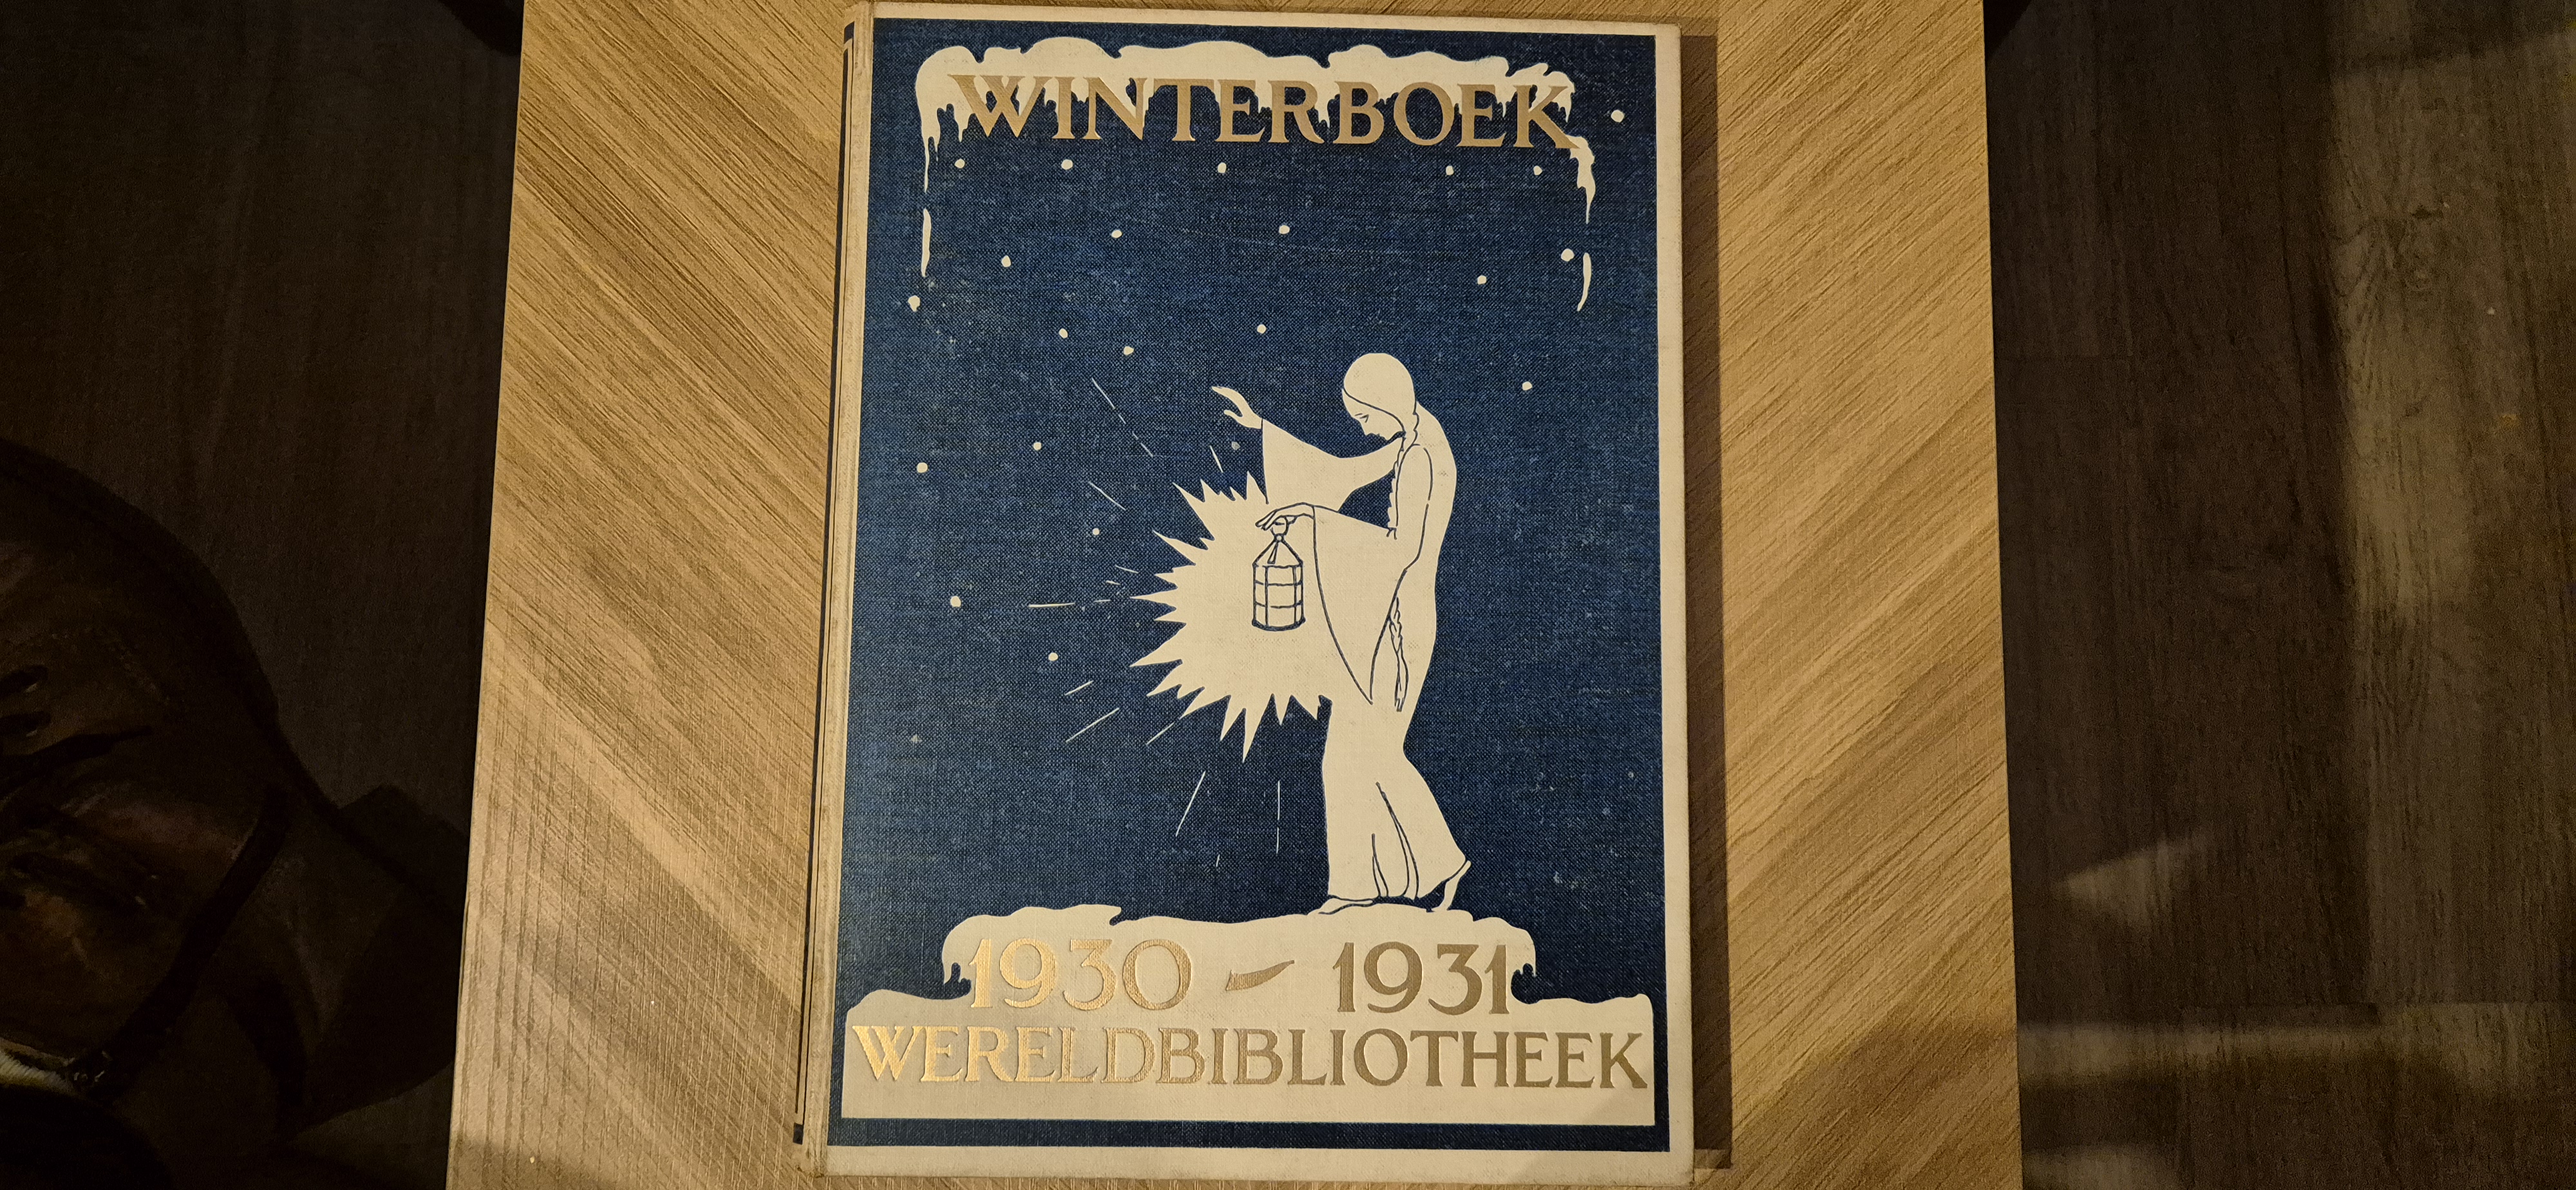 WINTERBOEK
1930 - 1931
WERELDBIBLIOTHEEK